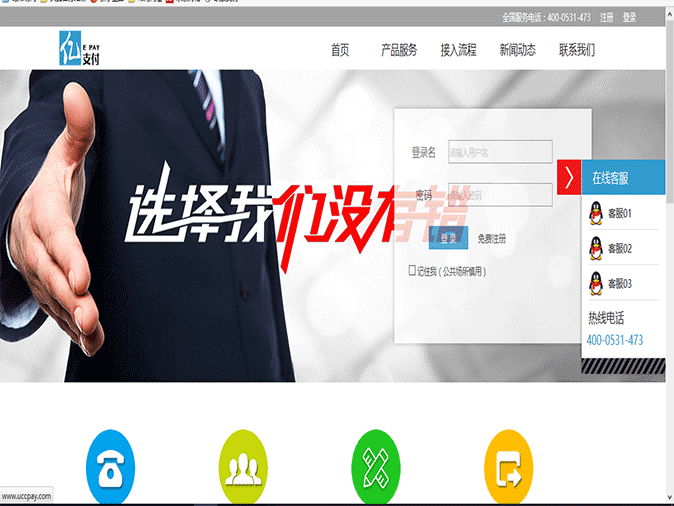 全国服务电话：400-0531-473 注册 登录
亿 E PAY 支付
首页 产品服务 接入流程 新闻动态 联系我们
选择我们没有错
登录名 请输入用户名
密码 请输入密码
登录 免费注册
记住我（公共场所慎用）
在线客服
客服01
客服02
客服03
热线电话
400-0531-473
www.uccpay.com